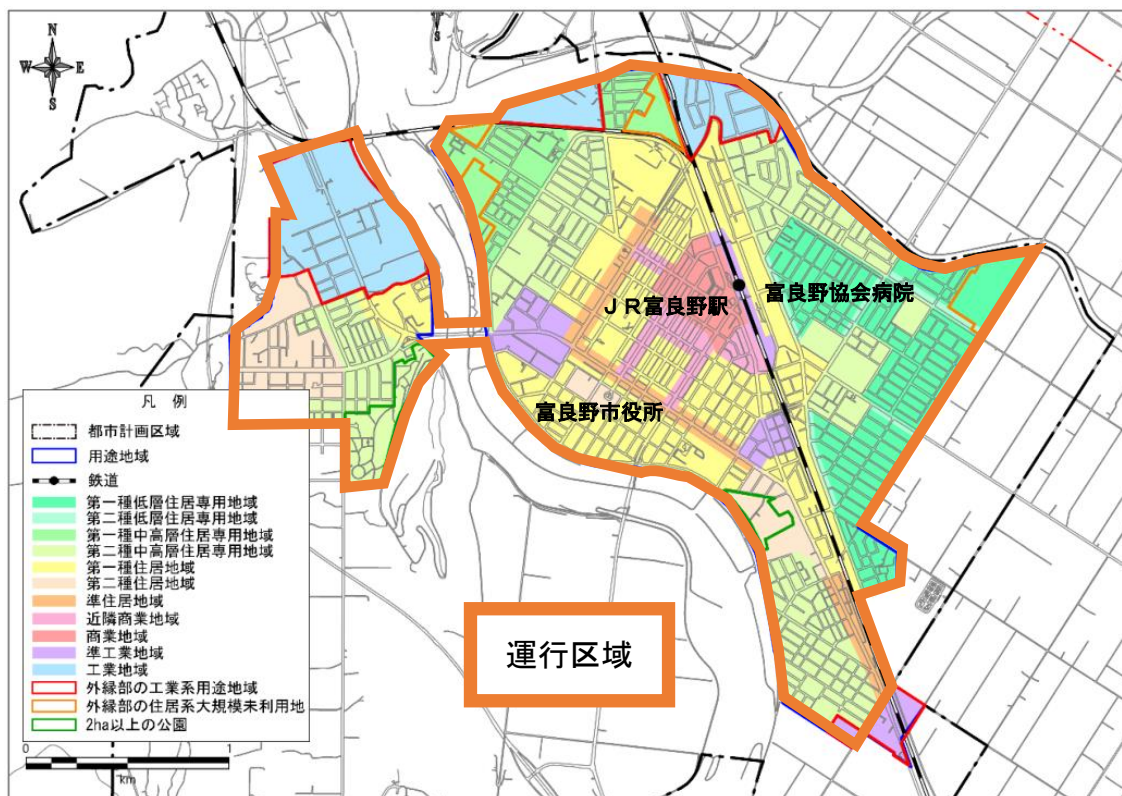 N
W E
S
S
JR富良野駅
富良野協会病院
富良野市役所
運行区域
凡 例
都市計画区域
用途地域
鉄道
第一種低層住居専用地域
第二種低層住居専用地域
第一種中高層住居専用地域
第二種中高層住居専用地域
第一種住居地域
第二種住居地域
準住居地域
近隣商業地域
商業地域
準工業地域
工業地域
外縁部の工業系用途地域
外縁部の住居系大規模未利用地
2ha以上の公園
0 1
km